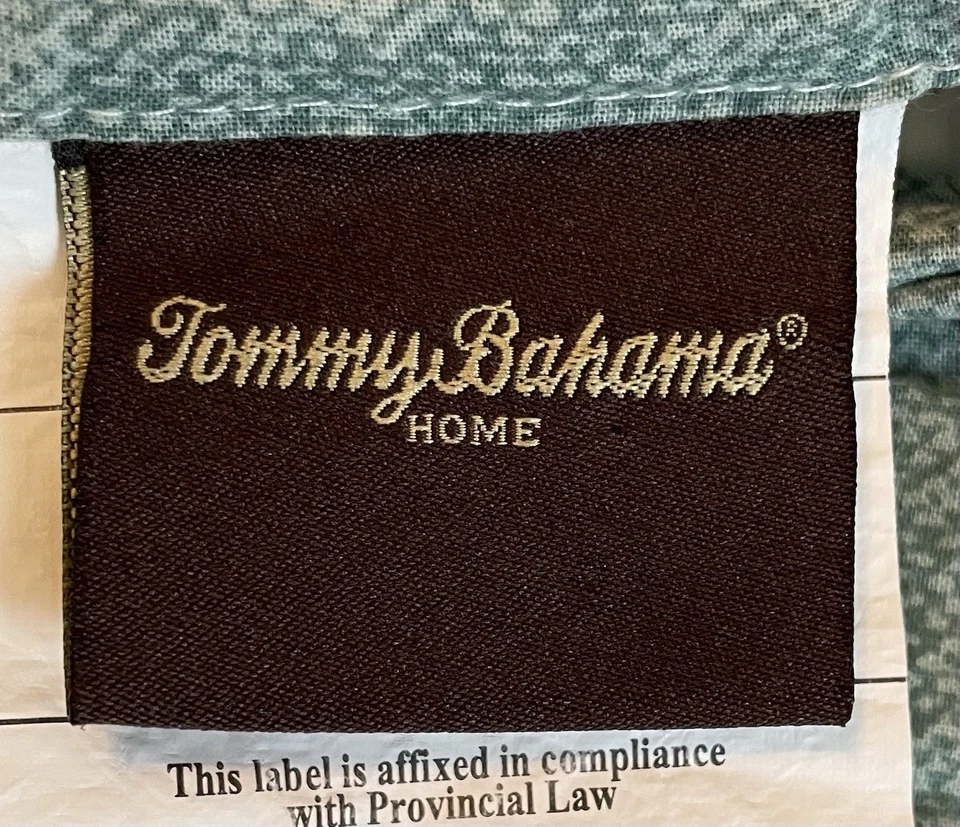 Tommy Bahama®
HOME
This label is affixed in compliance
with Provincial Law